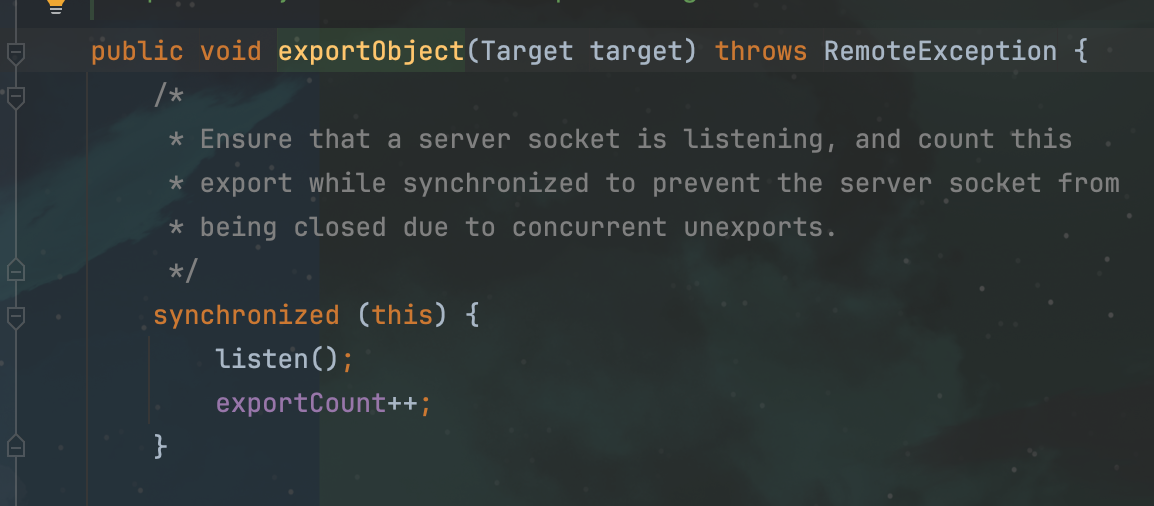 public void exportObject(Target target) throws RemoteException {
/*
* Ensure that a server socket is listening, and count this
* export while synchronized to prevent the server socket from
* being closed due to concurrent unexports.
*/
synchronized (this) {
listen();
exportCount++;
}